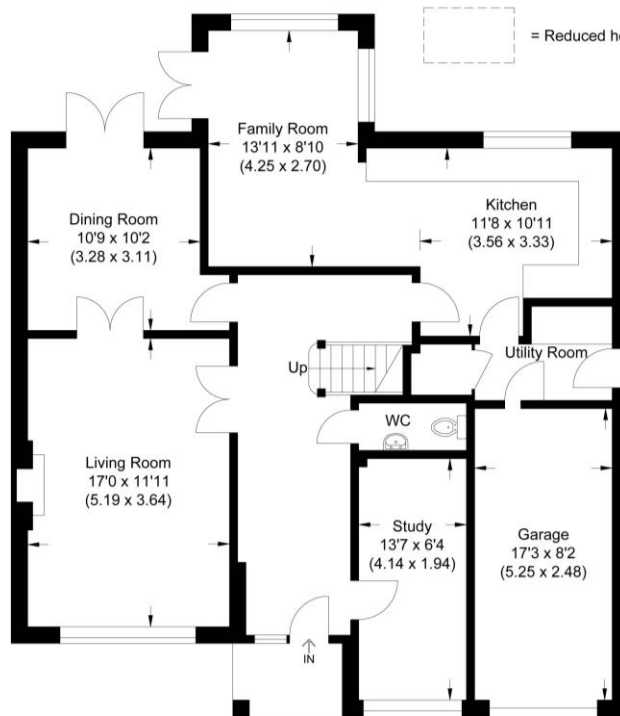 = Reduced he
Family Room
13'11 x 8'10
(4.25 x 2.70)
Kitchen
11'8 x 10'11
(3.56 x 3.33)
Dining Room
10'9 x 10'2
(3.28 x 3.11)
Up
Utility Room
WC
Living Room
17'0 x 11'11
(5.19 x 3.64)
Study
13'7 x 6'4
(4.14 x 1.94)
Garage
17'3 x 8'2
(5.25 x 2.48)
IN